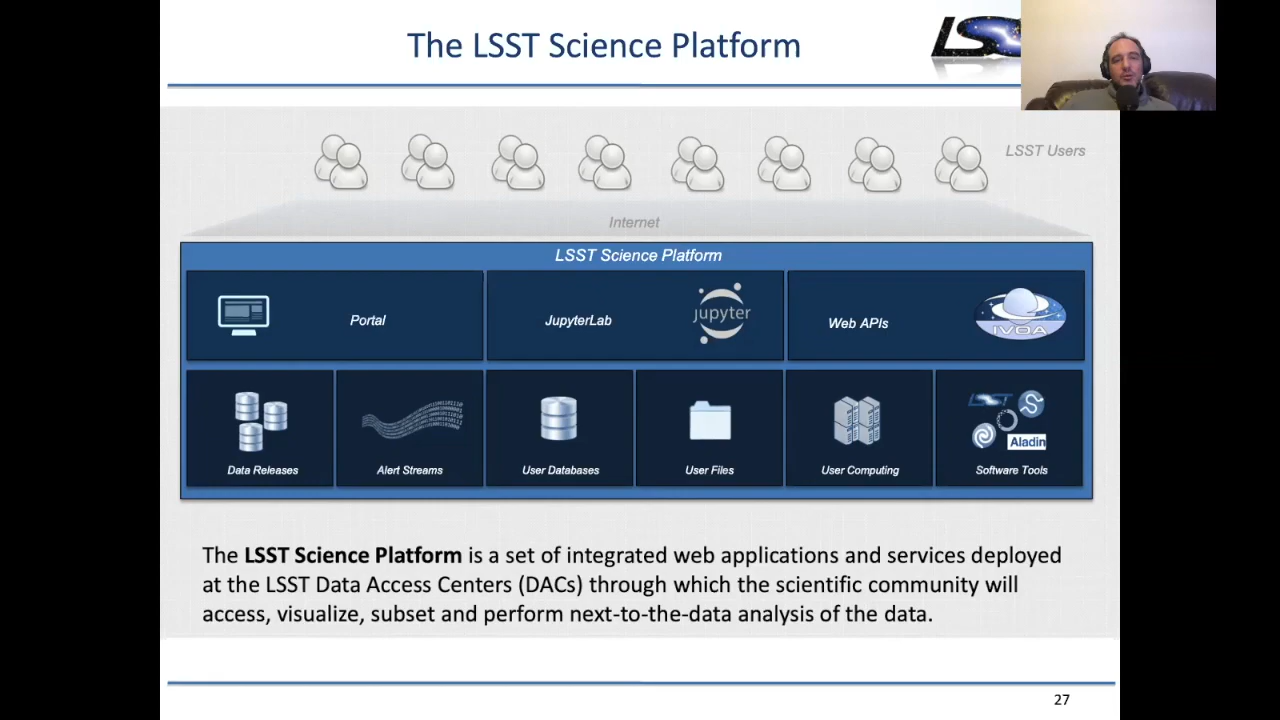 The LSST Science Platform
LSST Users
Internet
LSST Science Platform
Portal
JupyterLab
jupyter
Web APIs
IVOA
LSST
Aladin
Data Releases
Alert Streams
User Databases
User Files
User Computing
Software Tools
The LSST Science Platform is a set of integrated web applications and services deployed
at the LSST Data Access Centers (DACs) through which the scientific community will
access, visualize, subset and perform next-to-the-data analysis of the data.
27